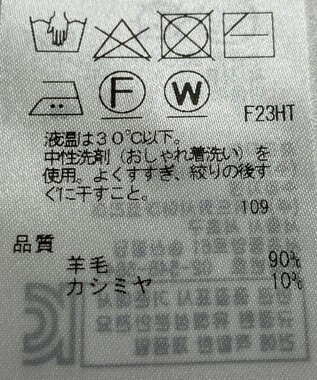 F
W
F23HT
液温は30℃以下。
中性洗剤（おしゃれ着洗い）を
使用。よくすすぎ、絞りの後す
ぐに干すこと。
109
品質
羊毛 90%
カシミヤ 10%